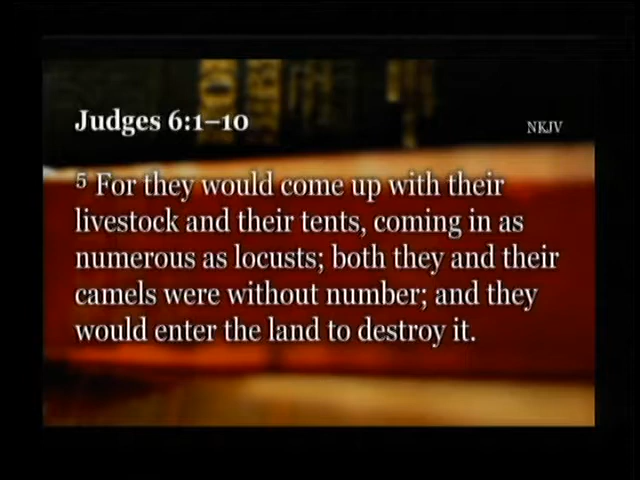 Judges 6:1–10
NKJV
5 For they would come up with their
livestock and their tents, coming in as
numerous as locusts; both they and their
camels were without number; and they
would enter the land to destroy it.